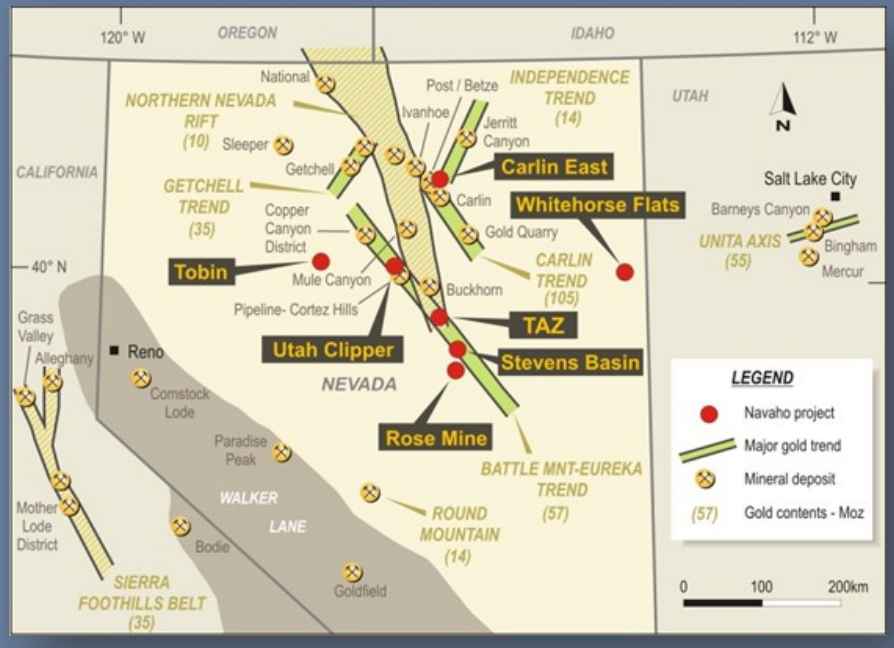 120° W
OREGON
IDAHO
112° W
National
Post / Betze
INDEPENDENCE
TREND
(14)
UTAH
NORTHERN NEVADA
RIFT
(10)
Ivanhoe
Jerritt
Canyon
N
Sleeper
CALIFORNIA
Getchell
Carlin East
Salt Lake City
GETCHELL
TREND
(35)
Carlin
Whitehorse Flats
Barneys Canyon
Copper
Canyon
District
Gold Quarry
UNITA AXIS
(55)
Bingham
Mercur
40° N
Tobin
Mule Canyon
CARLIN
TREND
(105)
Buckhorn
Pipeline- Cortez Hills
Grass
Valley
Alleghany
Reno
TAZ
Utah Clipper
Stevens Basin
NEVADA
Comstock
Lode
Rose Mine
LEGEND
Navaho project
Major gold trend
Mineral deposit
(57) Gold contents - Moz
Paradise
Peak
BATTLE MNT-EUREKA
TREND
(57)
WALKER
LANE
Mother
Lode
District
ROUND
MOUNTAIN
(14)
Bodie
Goldfield
SIERRA
FOOTHILLS BELT
(35)
0 100 200km